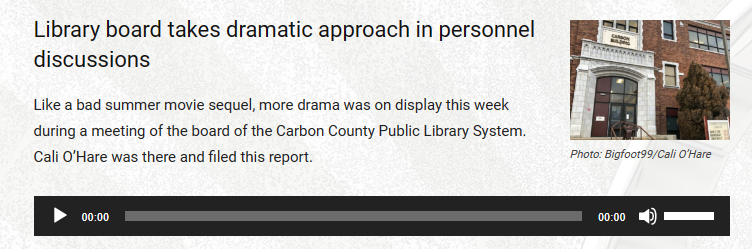 Library board takes dramatic approach in personnel
discussions
Like a bad summer movie sequel, more drama was on display this week
during a meeting of the board of the Carbon County Public Library System.
Cali O’Hare was there and filed this report.
CARBON
BUILDING
Photo: Bigfoot99/Cali O’Hare
00:00
00:00